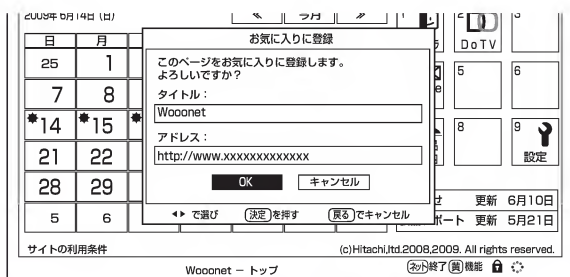 2009年 6月14日 (日)
≪ 今月 ≫
1
2
3
DoTV
日 月
お気に入りに登録
このページをお気に入りに登録します。
よろしいですか？
タイトル：
Wooonet
アドレス：
http://www.xxxxxxxxxxxxx
OK キャンセル
◀▶ で選び 決定 を押す 戻る でキャンセル
25 1
7 8
14 15
21 22
28 29
5 6
5
6
8
9
設定
更新 6月10日
ポート 更新 5月21日
サイトの利用条件
(c)Hitachi,ltd.2008,2009. All rights reserved.
Wooonet － トップ
ネット終了 黄 機能